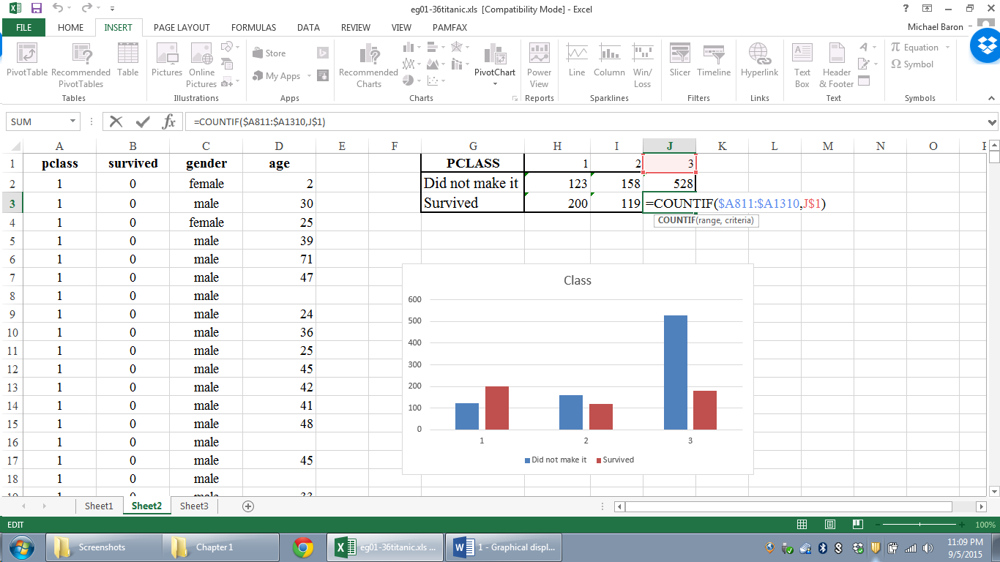 eg01-36titanic.xls [Compatibility Mode] - Excel
FILE HOME INSERT PAGE LAYOUT FORMULAS DATA REVIEW VIEW PAMFAX Michael Baron
PivotTable Recommended PivotTables Table Pictures Online Pictures Store My Apps Recommended Charts PivotChart Power View Line Column Win/ Loss Slicer Timeline Hyperlink Text Box Header & Footer Equation Symbol
Tables Illustrations Apps Charts Reports Sparklines Filters Links Text Symbols
SUM =COUNTIF($A811:$A1310,J$1)
A B C D E F G H I J K L M N O
1 pclass survived gender age PCLASS 1 2 3
2 1 0 female 2 Did not make it 123 158 528
3 1 0 male 30 Survived 200 119 =COUNTIF($A811:$A1310,J$1)
COUNTIF(range, criteria)
4 1 0 female 25
5 1 0 male 39
6 1 0 male 71
7 1 0 male 47
8 1 0 male
9 1 0 male 24
10 1 0 male 36
11 1 0 male 25
12 1 0 male 45
13 1 0 male 42
14 1 0 male 41
15 1 0 male 48
16 1 0 male
17 1 0 male 45
18 1 0 male
Class
600
500
400
300
200
100
0
1 2 3
Did not make it Survived
Sheet1 Sheet2 Sheet3
EDIT 100%
Screenshots Chapter 1 eg01-36titanic.xls ... 1 - Graphical displ...
11:09 PM
9/5/2015